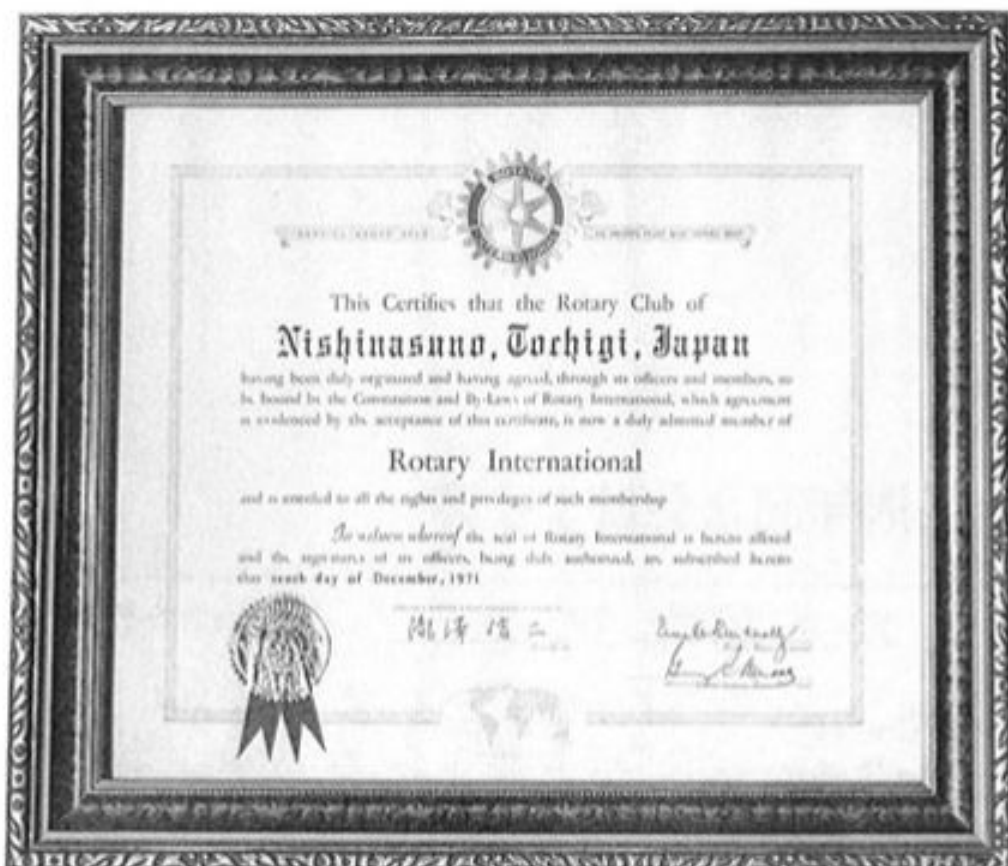 ROTARY
INTERNATIONAL
This Certifies that the Rotary Club of
Nishinasuno, Tochigi, Japan
having been duly organized and having agreed, through its officers and members, to
be bound by the Constitution and By-Laws of Rotary International, which agreement
is evidenced by the acceptance of this certificate, is now a duly admitted member of
Rotary International
and is entitled to all the rights and privileges of such membership
In witness whereof the seal of Rotary International is hereto affixed
and the signatures of its officers, being duly authorized, are subscribed hereto
this tenth day of December, 1971